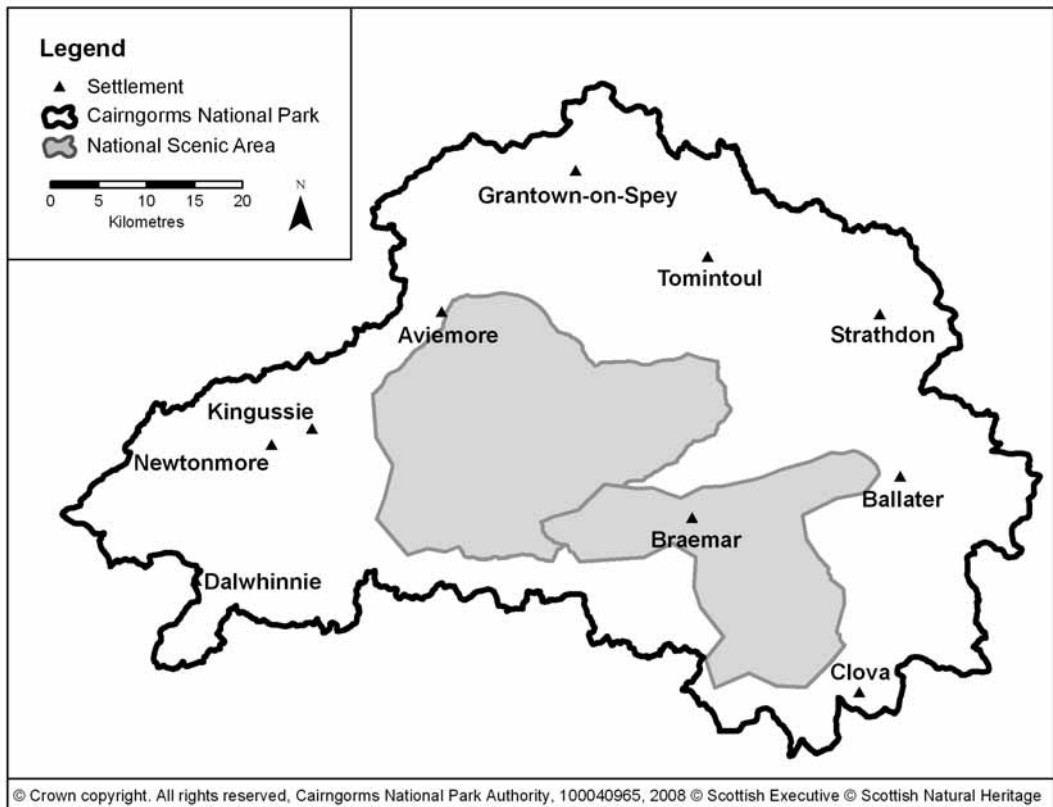 Legend
Settlement
Cairngorms National Park
National Scenic Area
0 5 10 15 20
Kilometres
N
Grantown-on-Spey
Tomintoul
Aviemore
Strathdon
Kingussie
Newtonmore
Ballater
Braemar
Dalwhinnie
Clova
© Crown copyright. All rights reserved, Cairngorms National Park Authority, 100040965, 2008 © Scottish Executive © Scottish Natural Heritage